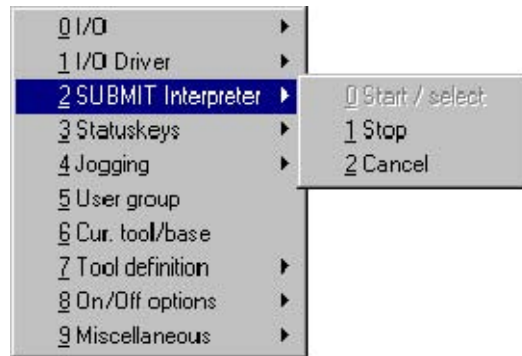 0 I/O
1 I/O Driver
2 SUBMIT Interpreter
0 Start / select
1 Stop
2 Cancel
3 Statuskeys
4 Jogging
5 User group
6 Cur. tool/base
7 Tool definition
8 On/Off options
9 Miscellaneous